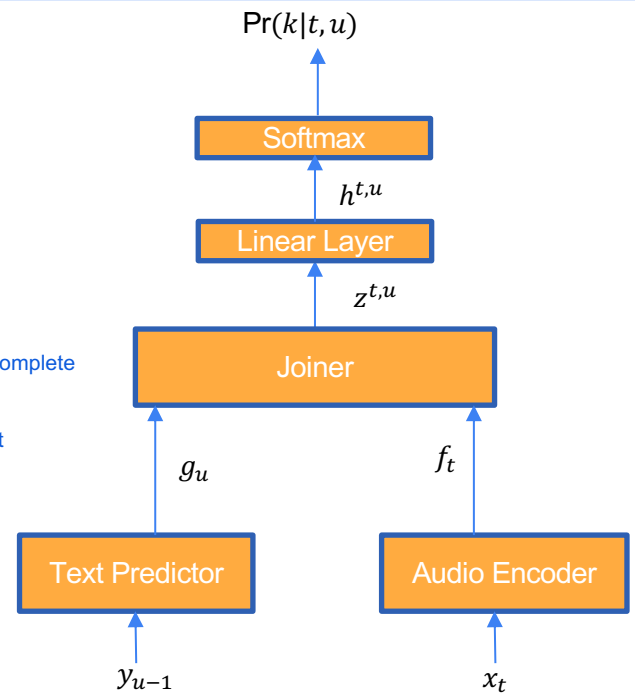 Pr(k|t, u)
Softmax
h^{t,u}
Linear Layer
z^{t,u}
omplete
Joiner
t
g_u
f_t
Text Predictor
Audio Encoder
y_{u−1}
x_t